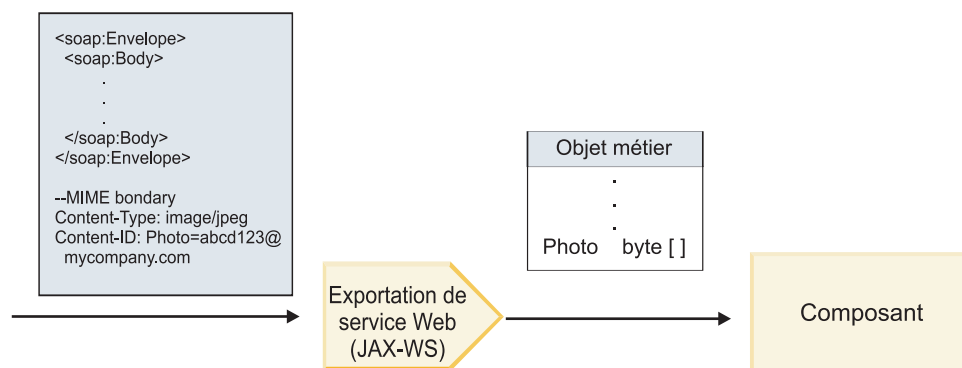 <soap:Envelope>
<soap:Body>
.
.
.
</soap:Body>
</soap:Envelope>
--MIME bondary
Content-Type: image/jpeg
Content-ID: Photo=abcd123@
mycompany.com
Objet métier
.
.
.
Photo byte [ ]
Exportation de
service Web
(JAX-WS)
Composant